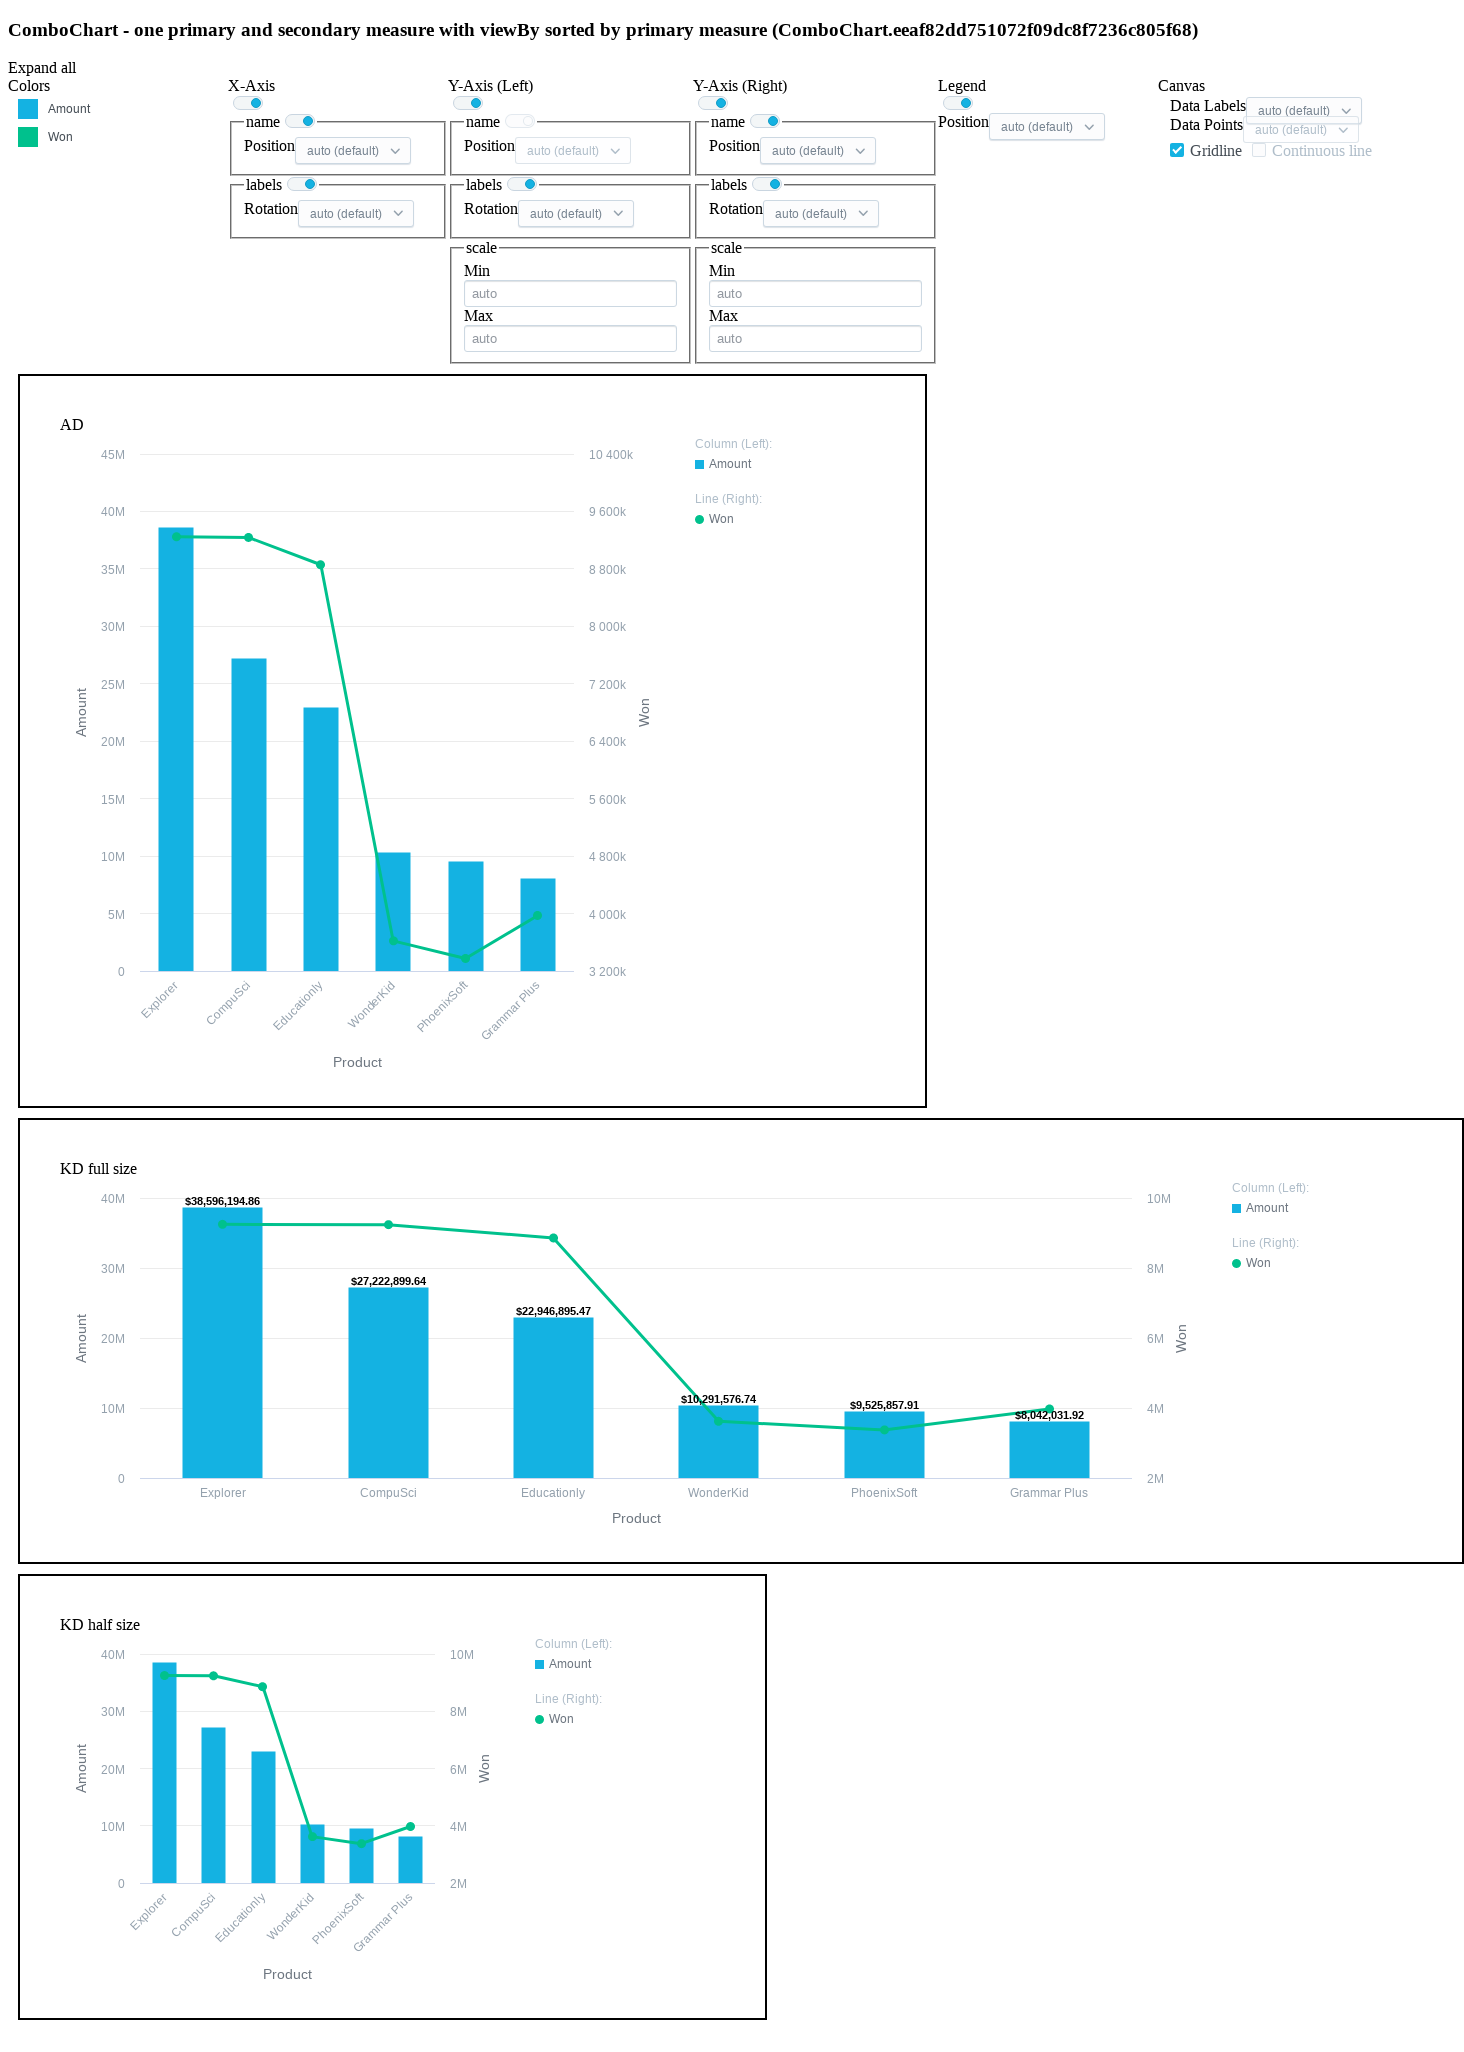 ComboChart - one primary and secondary measure with viewBy sorted by primary measure (ComboChart.eeaf82dd751072f09dc8f7236c805f68)
Expand all
Colors
Amount
Won
X-Axis
name
Position auto (default)
labels
Rotation auto (default)
Y-Axis (Left)
name
Position auto (default)
labels
Rotation auto (default)
scale
Min
auto
Max
auto
Y-Axis (Right)
name
Position auto (default)
labels
Rotation auto (default)
scale
Min
auto
Max
auto
Legend
Position auto (default)
Canvas
Data Labels auto (default)
Data Points auto (default)
Gridline Continuous line
AD
45M
40M
35M
30M
25M
20M
15M
10M
5M
0
Amount
10 400k
9 600k
8 800k
8 000k
7 200k
6 400k
5 600k
4 800k
4 000k
3 200k
Won
Explorer
CompuSci
Educationly
WonderKid
PhoenixSoft
Grammar Plus
Product
Column (Left):
Amount
Line (Right):
Won
KD full size
40M
30M
20M
10M
0
Amount
$38,596,194.86
$27,222,899.64
$22,946,895.47
$10,291,576.74
$9,525,857.91
$8,042,031.92
10M
8M
6M
4M
2M
Won
Explorer
CompuSci
Educationly
WonderKid
PhoenixSoft
Grammar Plus
Product
Column (Left):
Amount
Line (Right):
Won
KD half size
40M
30M
20M
10M
0
Amount
10M
8M
6M
4M
2M
Won
Explorer
CompuSci
Educationly
WonderKid
PhoenixSoft
Grammar Plus
Product
Column (Left):
Amount
Line (Right):
Won